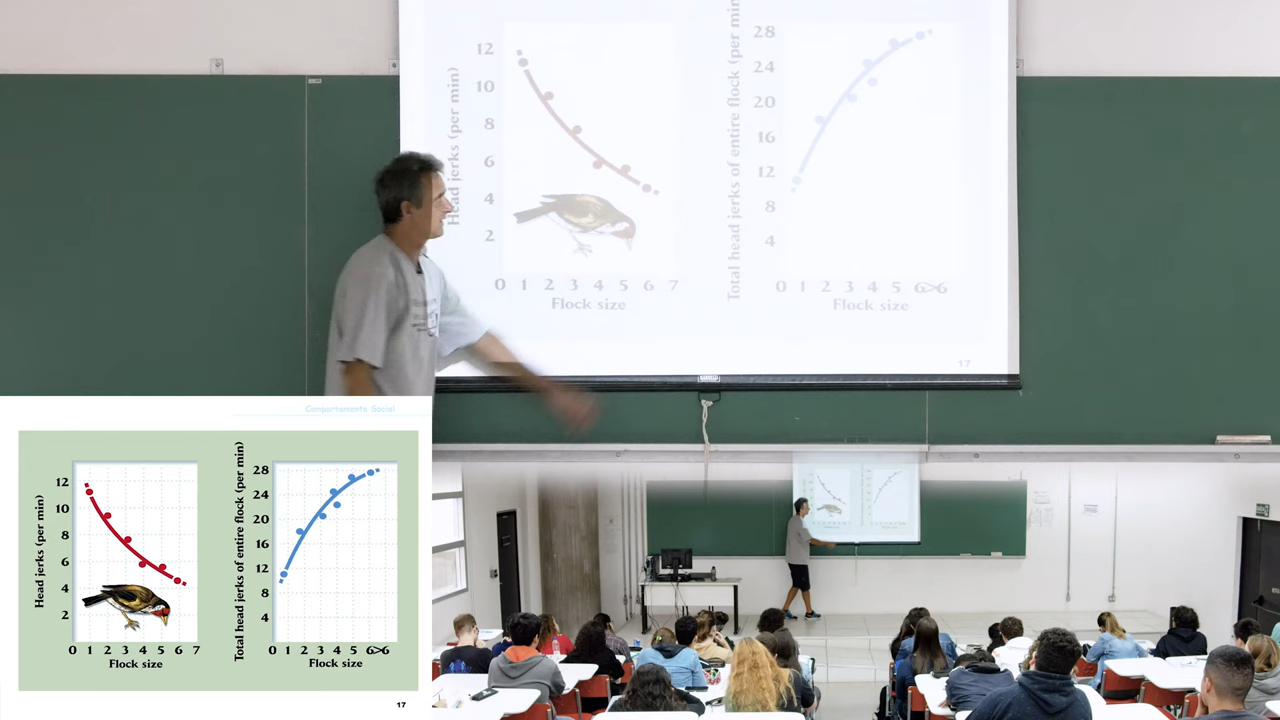 Head jerks (per min)
12
10
8
6
4
2
0 1 2 3 4 5 6 7
Flock size
Total head jerks of entire flock (per min)
28
24
20
16
12
8
4
0 1 2 3 4 5 6>6
Flock size
17
Comportamento Social
Head jerks (per min)
12
10
8
6
4
2
0 1 2 3 4 5 6 7
Flock size
Total head jerks of entire flock (per min)
28
24
20
16
12
8
4
0 1 2 3 4 5 6>6
Flock size
17